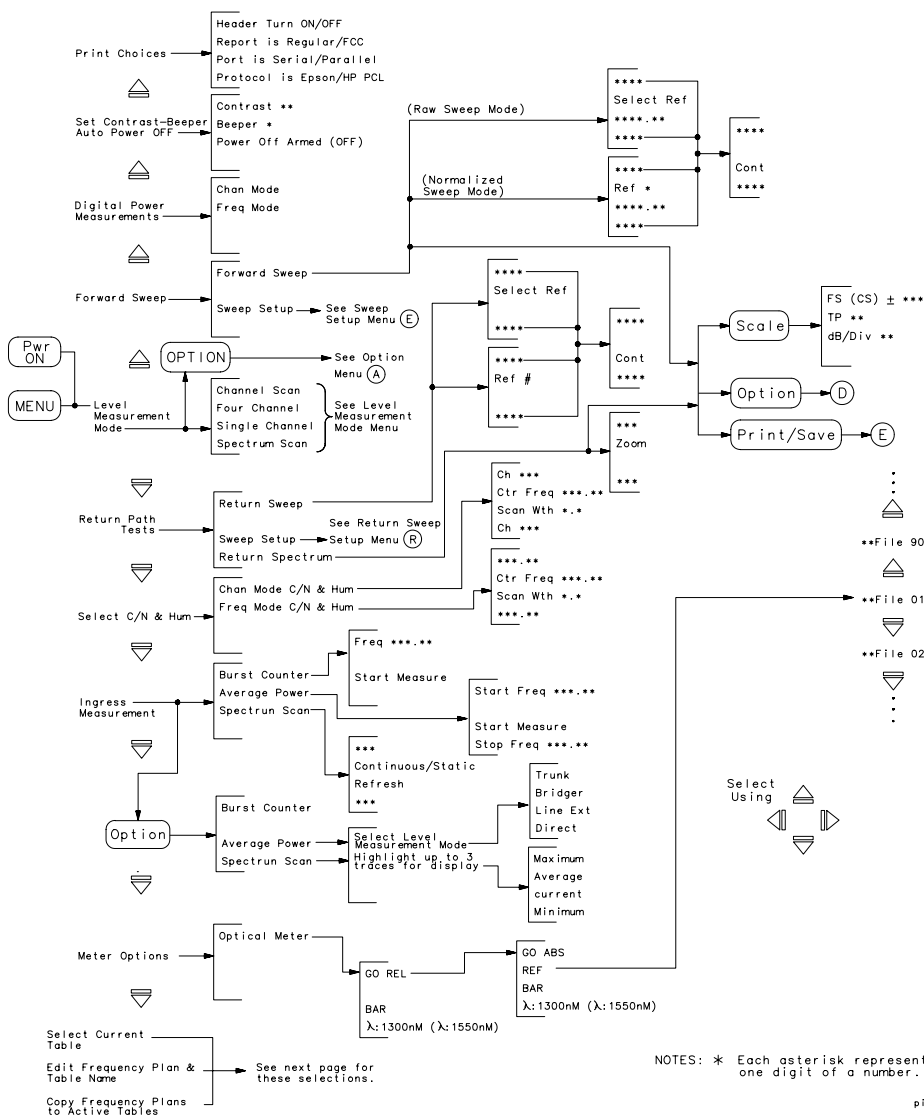 Print Choices
Header Turn ON/OFF
Report is Regular/FCC
Port is Serial/Parallel
Protocol is Epson/HP PCL
Set Contrast-Beeper
Auto Power OFF
Contrast **
Beeper *
Power Off Armed (OFF)
Digital Power
Measurements
Chan Mode
Freq Mode
Forward Sweep
Forward Sweep
Sweep Setup
See Sweep
Setup Menu E
(Raw Sweep Mode)
(Normalized
Sweep Mode)
****
Select Ref
****.**
****
****
Ref *
****.**
****
****
Cont
****
****
Select Ref
****
****
Ref #
****
****
Cont
****
***
Zoom
***
Scale
FS (CS) ± ***
TP **
dB/Div **
Option
D
Print/Save
E
Pwr
ON
MENU
Level
Measurement
Mode
OPTION
See Option
Menu A
Channel Scan
Four Channel
Single Channel
Spectrum Scan
See Level
Measurement
Mode Menu
Return Path
Tests
Return Sweep
Sweep Setup
See Return Sweep
Setup Menu R
Return Spectrum
Select C/N & Hum
Chan Mode C/N & Hum
Freq Mode C/N & Hum
Ch ***
Ctr Freq ***.**
Scan Wth *.*
Ch ***
***.**
Ctr Freq ***.**
Scan Wth *.*
***.**
**File 90
**File 01
**File 02
Ingress
Measurement
Burst Counter
Average Power
Spectrun Scan
Freq ***.**
Start Measure
Start Freq ***.**
Start Measure
Stop Freq ***.**
***
Continuous/Static
Refresh
***
Option
Burst Counter
Average Power
Spectrun Scan
Select Level
Measurement Mode
Highlight up to 3
traces for display
Trunk
Bridger
Line Ext
Direct
Maximum
Average
current
Minimum
Select
Using
Meter Options
Optical Meter
GO REL
BAR
λ:1300nM (λ:1550nM)
GO ABS
REF
BAR
λ:1300nM (λ:1550nM)
Select Current
Table
Edit Frequency Plan &
Table Name
Copy Frequency Plans
to Active Tables
See next page for
these selections.
NOTES: * Each asterisk represent
one digit of a number.